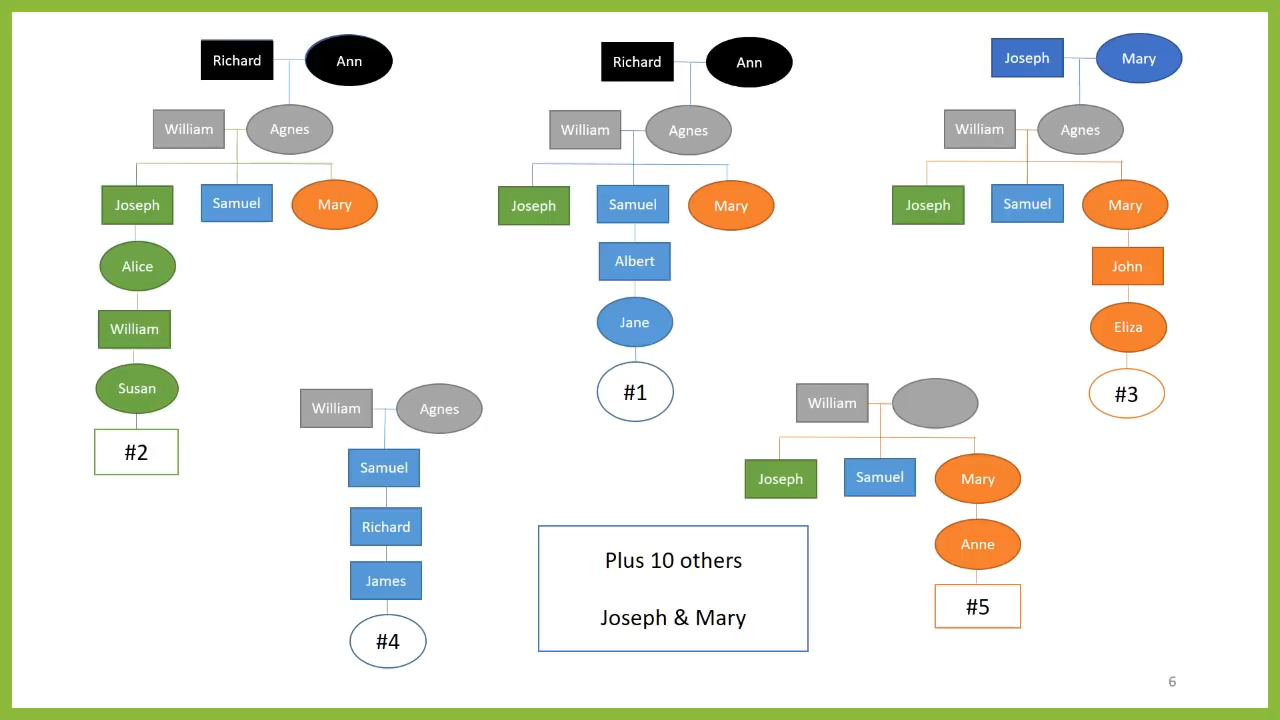 Richard
Ann
William
Agnes
Joseph
Samuel
Mary
Alice
William
Susan
#2
Richard
Ann
William
Agnes
Joseph
Samuel
Mary
Albert
Jane
#1
Joseph
Mary
William
Agnes
Joseph
Samuel
Mary
John
Eliza
#3
William
Agnes
Samuel
Richard
James
#4
William
Joseph
Samuel
Mary
Anne
#5
Plus 10 others
Joseph & Mary
6